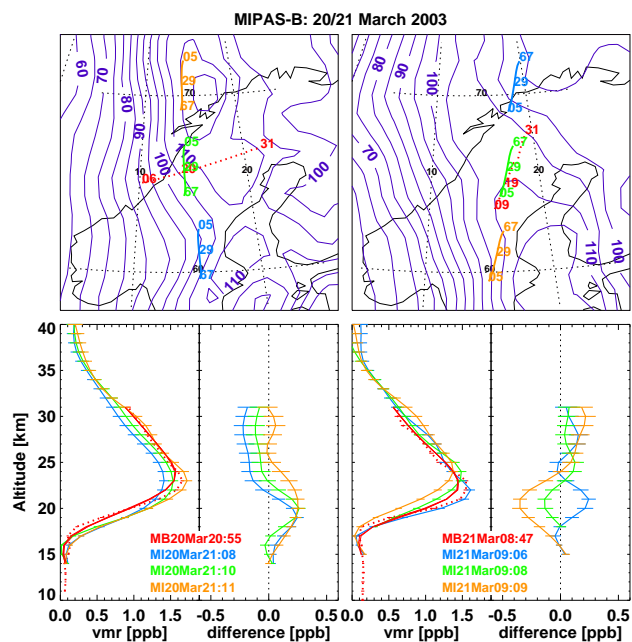 MIPAS-B: 20/21 March 2003
60 70 80 90 100 110 100 110
05 29 67
70
05 29 67
06 20 31
10 20
05 29 67
60
80 90 100 70 110 100
67 29 05
70
31
67 29 19 05 09
10 20
67 29 05
60
Altitude [km]
40
35
30
25
20
15
10
MB20Mar20:55
MI20Mar21:08
MI20Mar21:10
MI20Mar21:11
MB21Mar08:47
MI21Mar09:06
MI21Mar09:08
MI21Mar09:09
0.0 0.5 1.0 1.5 -0.5 0.0 0.5 0.0 0.5 1.0 1.5 -0.5 0.0 0.5
vmr [ppb] difference [ppb] vmr [ppb] difference [ppb]